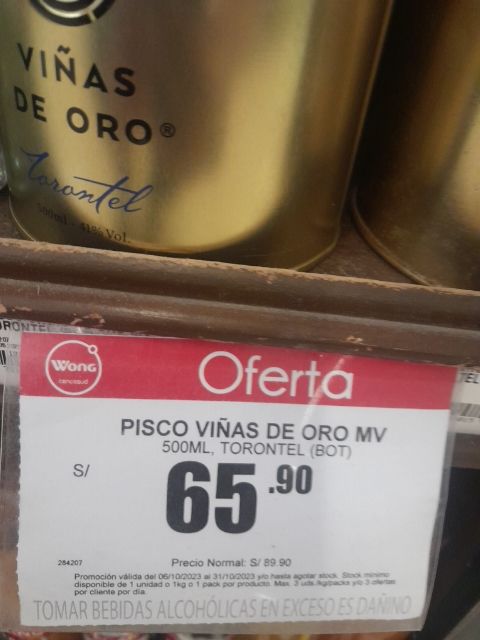 VIÑAS
DE ORO®
Torontel
500ml - 41% Vol.
Wong
cencosud
Oferta
PISCO VIÑAS DE ORO MV
500ML, TORONTEL (BOT)
S/ 65.90
284207 Precio Normal: S/ 89.90
Promoción válida del 06/10/2023 al 31/10/2023 y/o hasta agotar stock. Stock mínimo
disponible de 1 unidad o 1kg o 1 pack por producto. Max. 3 uds./kg/packs y/o 3 ofertas
por cliente por día.
TOMAR BEBIDAS ALCOHÓLICAS EN EXCESO ES DAÑINO